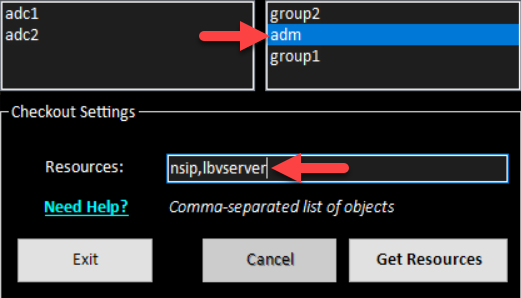 adc1
adc2
group2
adm
group1
Checkout Settings
Resources: nsip,lbvserver
Need Help? Comma-separated list of objects
Exit Cancel Get Resources